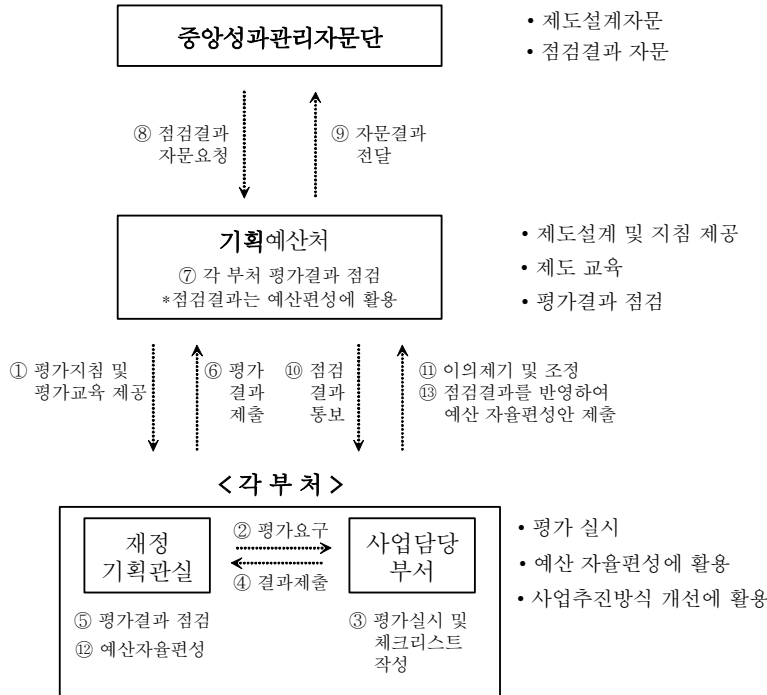 중앙성과관리자문단
• 제도설계자문
• 점검결과 자문
⑧ 점검결과
자문요청
⑨ 자문결과
전달
기획예산처
⑦ 각 부처 평가결과 점검
*점검결과는 예산편성에 활용
• 제도설계 및 지침 제공
• 제도 교육
• 평가결과 점검
① 평가지침 및
평가교육 제공
⑥ 평가
결과
제출
⑩ 점검
결과
통보
⑪ 이의제기 및 조정
⑬ 점검결과를 반영하여
예산 자율편성안 제출
<각 부 처>
재정
기획관실
② 평가요구
④ 결과제출
사업담당
부서
⑤ 평가결과 점검
⑫ 예산자율편성
③ 평가실시 및
체크리스트
작성
• 평가 실시
• 예산 자율편성에 활용
• 사업추진방식 개선에 활용